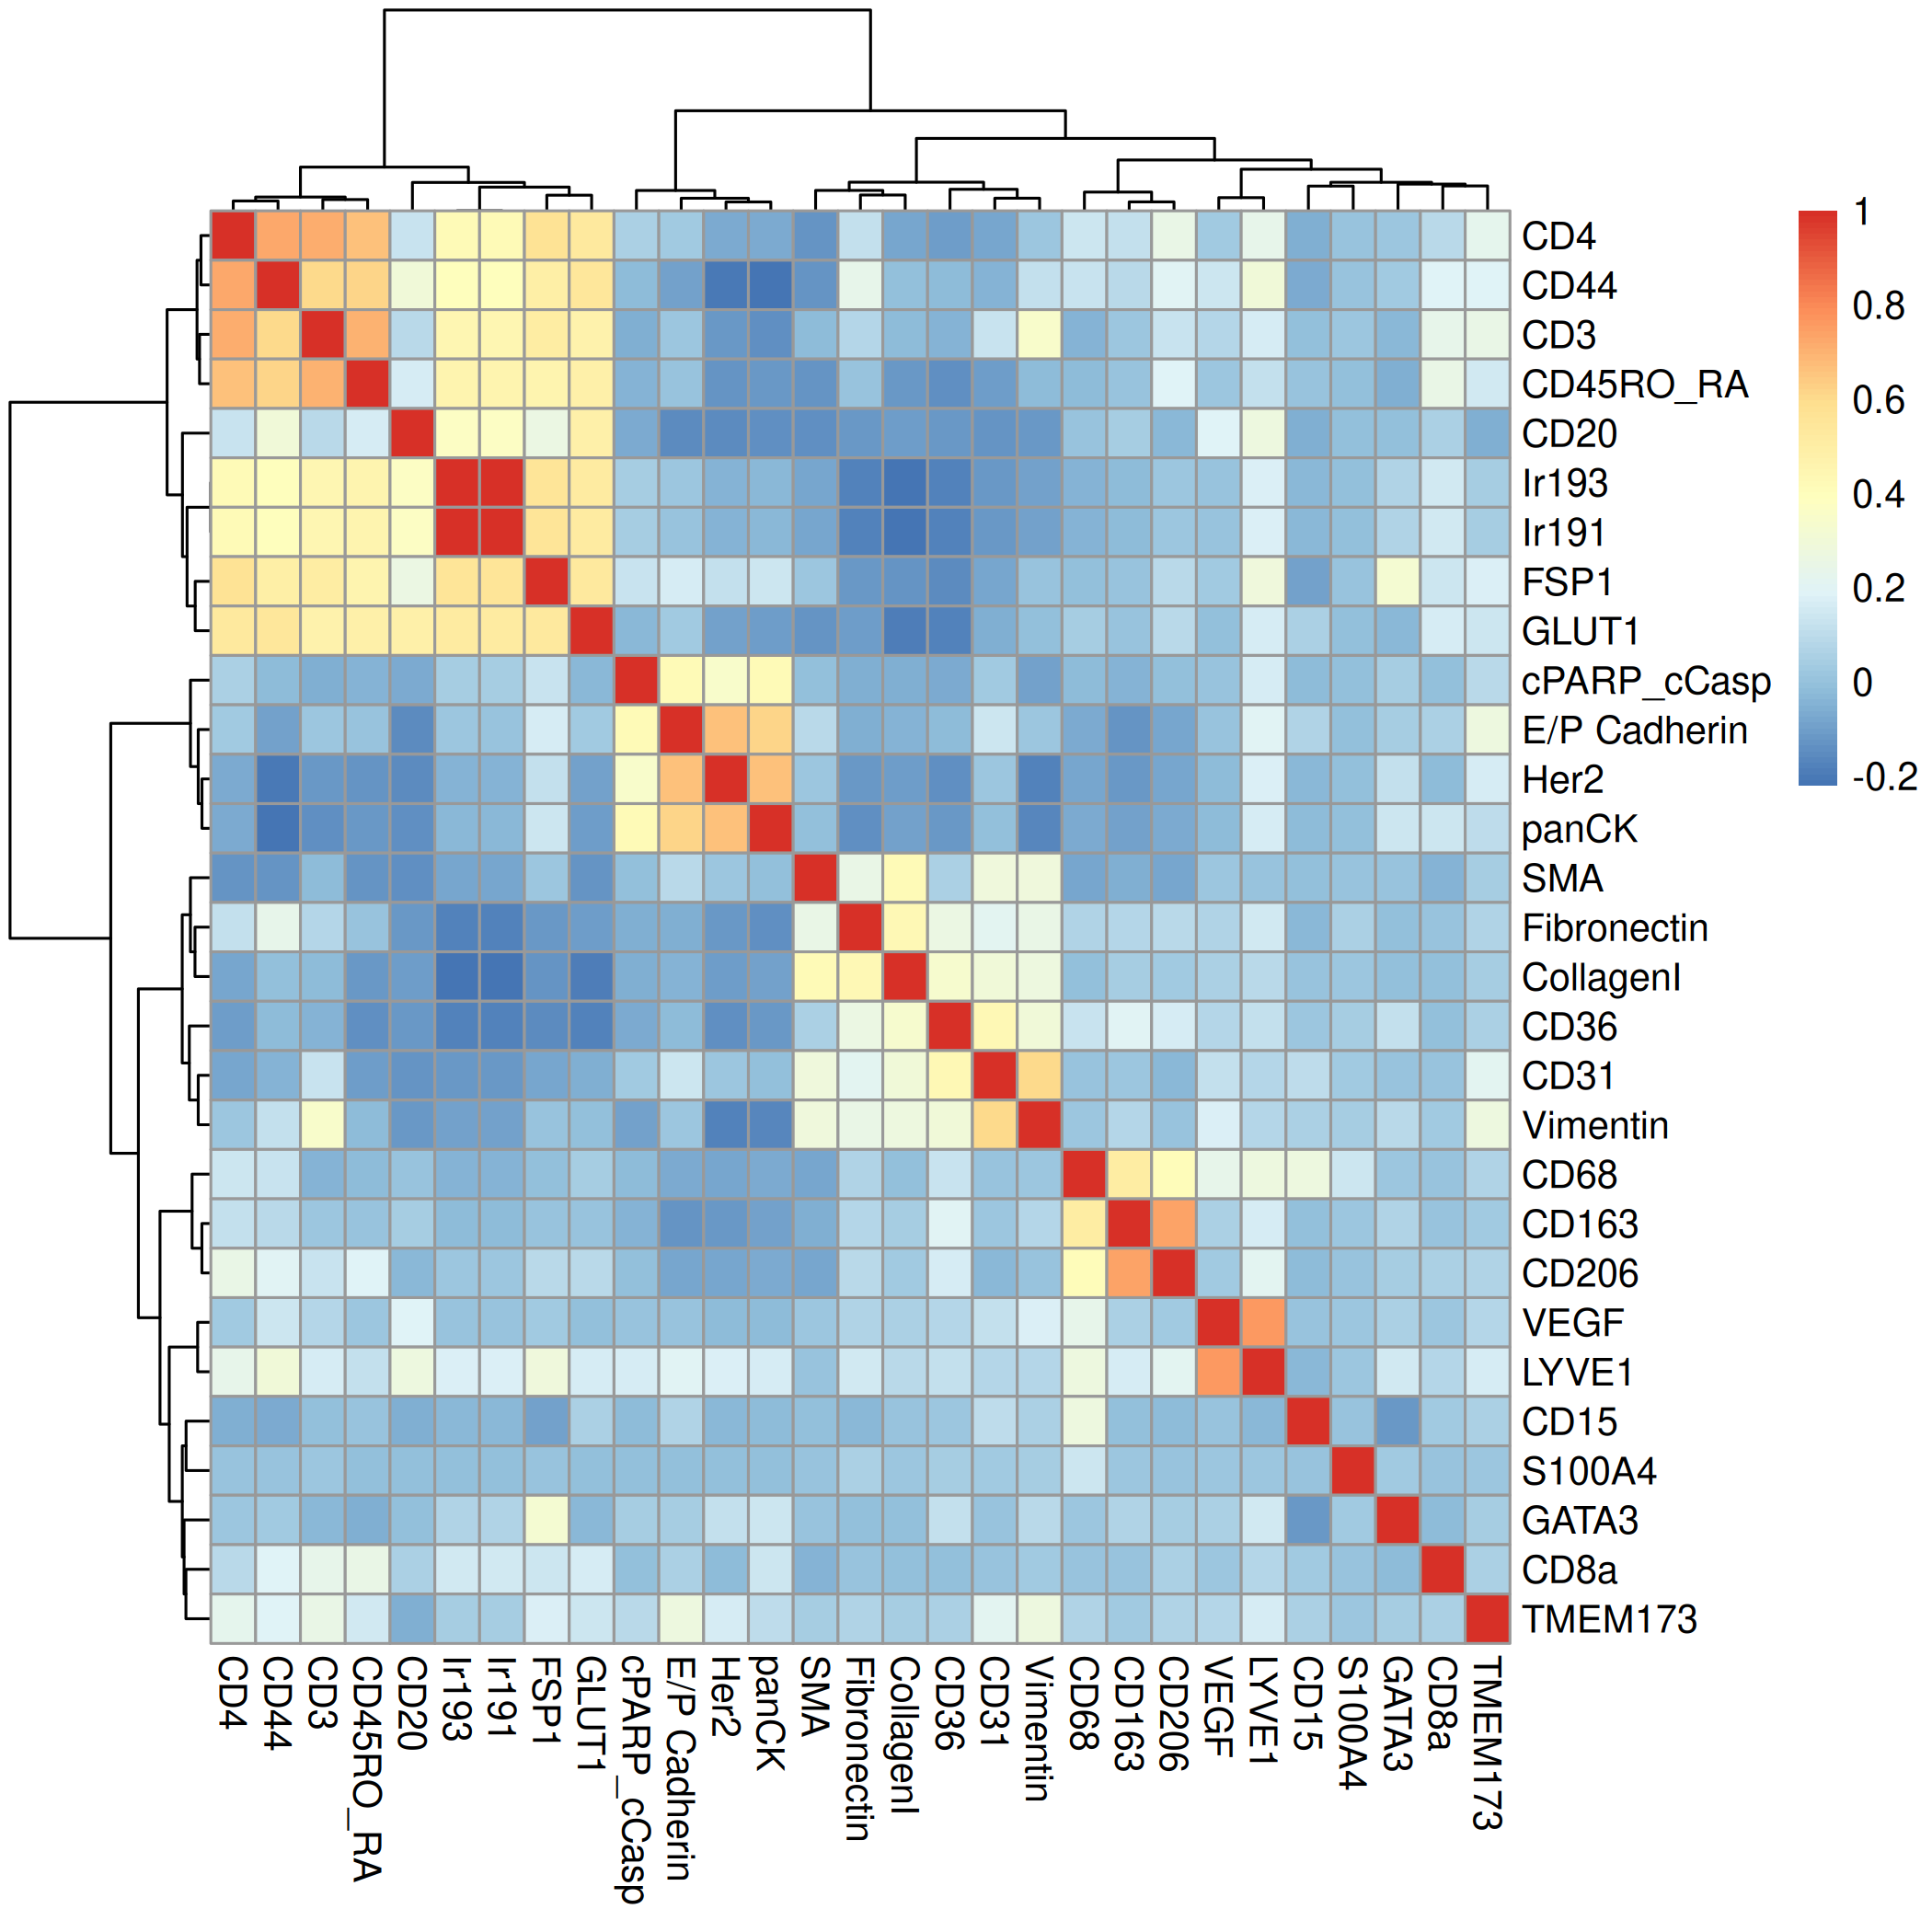 CD4
CD44
CD3
CD45RO_RA
CD20
Ir193
Ir191
FSP1
GLUT1
cPARP_cCasp
E/P Cadherin
Her2
panCK
SMA
Fibronectin
CollagenI
CD36
CD31
Vimentin
CD68
CD163
CD206
VEGF
LYVE1
CD15
S100A4
GATA3
CD8a
TMEM173
1
0.8
0.6
0.4
0.2
0
-0.2
CD4
CD44
CD3
CD45RO_RA
CD20
Ir193
Ir191
FSP1
GLUT1
cPARP_cCasp
E/P Cadherin
Her2
panCK
SMA
Fibronectin
CollagenI
CD36
CD31
Vimentin
CD68
CD163
CD206
VEGF
LYVE1
CD15
S100A4
GATA3
CD8a
TMEM173